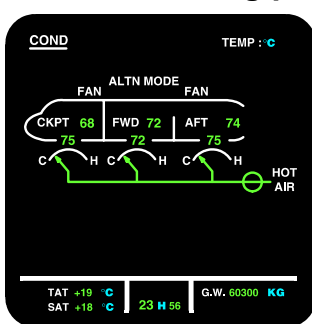 COND TEMP :°C
ALTN MODE
FAN FAN
CKPT 68 FWD 72 AFT 74
75 72 75
C H C H C H
HOT
AIR
TAT +19 °C G.W. 60300 KG
SAT +18 °C 23 H 56